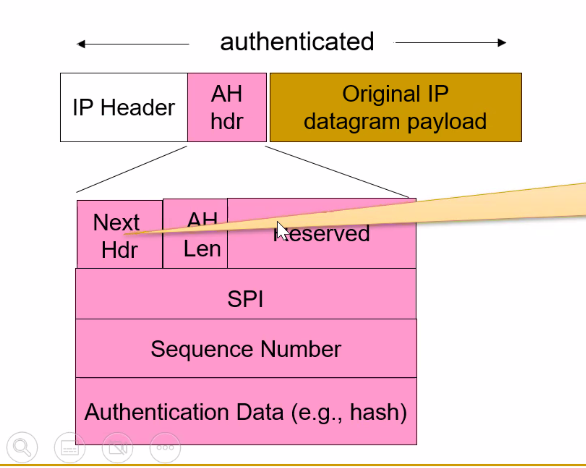 authenticated
IP Header
AH
hdr
Original IP
datagram payload
Next
Hdr
AH
Len
Reserved
SPI
Sequence Number
Authentication Data (e.g., hash)